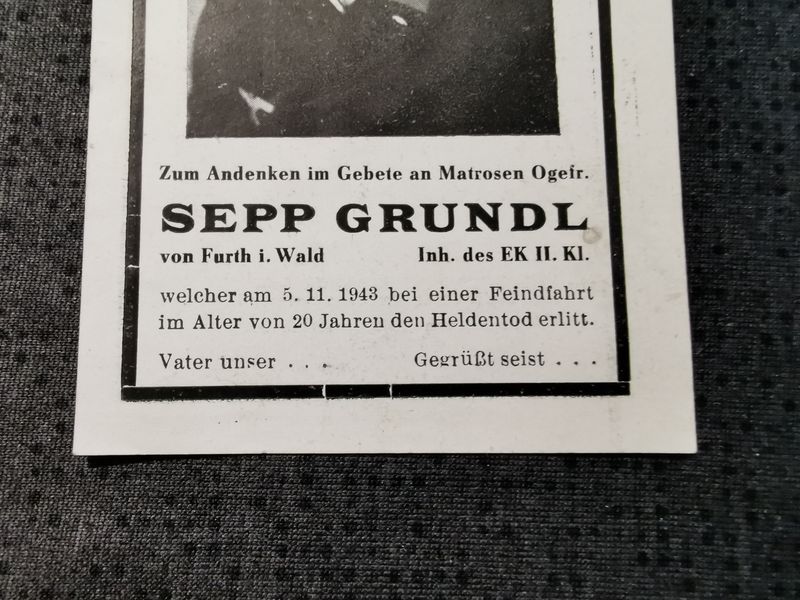 Zum Andenken im Gebete an Matrosen Ogefr.
SEPP GRUNDL
von Furth i. Wald Inh. des EK II. Kl.
welcher am 5. 11. 1943 bei einer Feindfahrt
im Alter von 20 Jahren den Heldentod erlitt.
Vater unser . . . Gegrüßt seist . . .